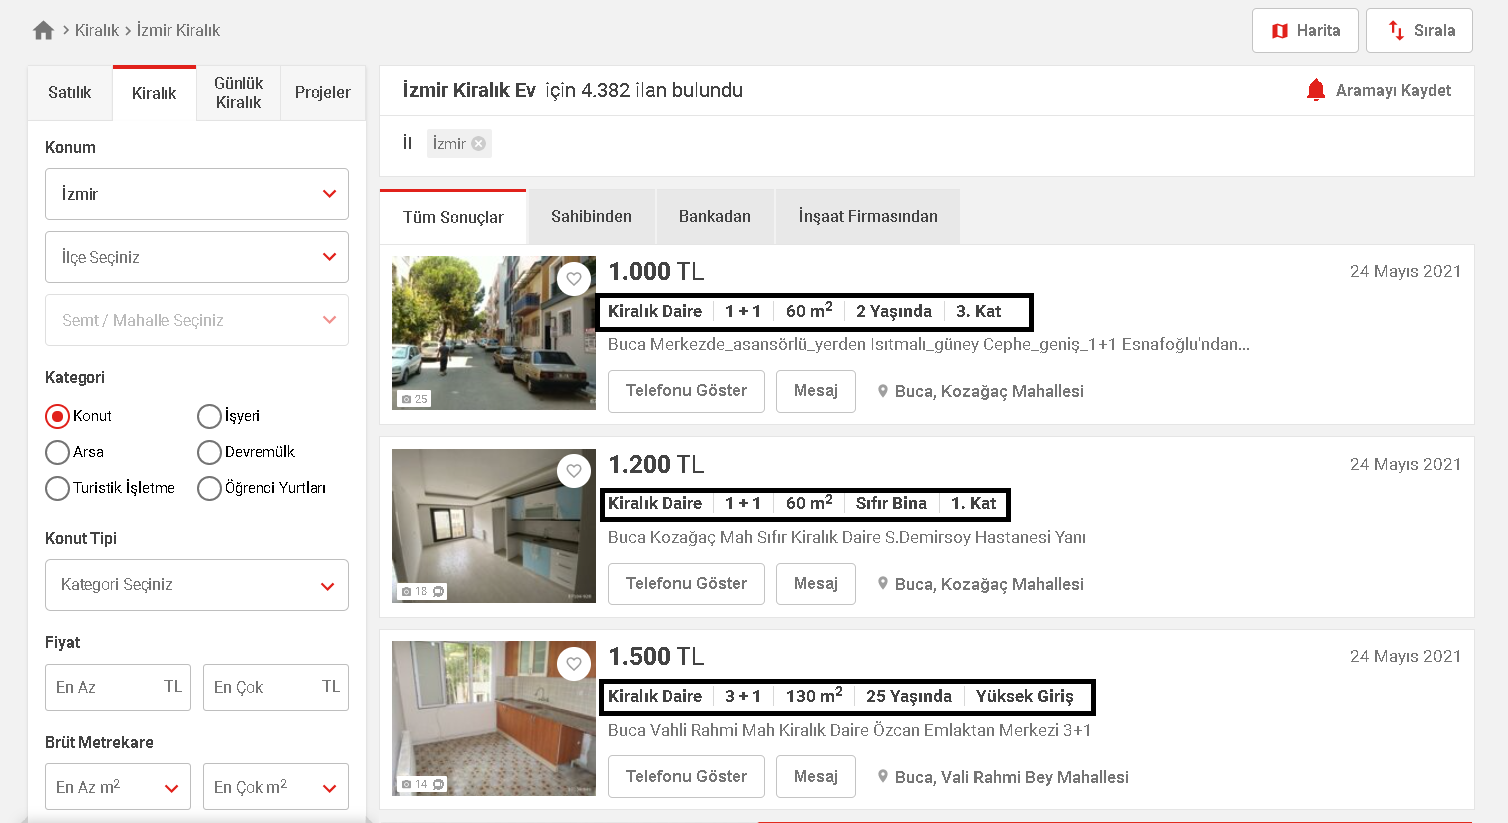 Kiralık > İzmir Kiralık
Harita
Sırala
Satılık
Kiralık
Günlük
Kiralık
Projeler
Konum
İzmir
İlçe Seçiniz
Semt / Mahalle Seçiniz
Kategori
Konut
İşyeri
Arsa
Devremülk
Turistik İşletme
Öğrenci Yurtları
Konut Tipi
Kategori Seçiniz
Fiyat
En Az TL
En Çok TL
Brüt Metrekare
En Az m²
En Çok m²
İzmir Kiralık Ev için 4.382 ilan bulundu
Aramayı Kaydet
İl İzmir
Tüm Sonuçlar
Sahibinden
Bankadan
İnşaat Firmasından
1.000 TL
24 Mayıs 2021
Kiralık Daire 1 + 1 60 m² 2 Yaşında 3. Kat
Buca Merkezde_asansörlü_yerden Isıtmalı_güney Cephe_geniş_1+1 Esnafoğlu'ndan...
Telefonu Göster
Mesaj
Buca, Kozağaç Mahallesi
25
1.200 TL
24 Mayıs 2021
Kiralık Daire 1 + 1 60 m² Sıfır Bina 1. Kat
Buca Kozağaç Mah Sıfır Kiralık Daire S.Demirsoy Hastanesi Yanı
Telefonu Göster
Mesaj
Buca, Kozağaç Mahallesi
18
1.500 TL
24 Mayıs 2021
Kiralık Daire 3 + 1 130 m² 25 Yaşında Yüksek Giriş
Buca Vahli Rahmi Mah Kiralık Daire Özcan Emlaktan Merkezi 3+1
Telefonu Göster
Mesaj
Buca, Vali Rahmi Bey Mahallesi
14